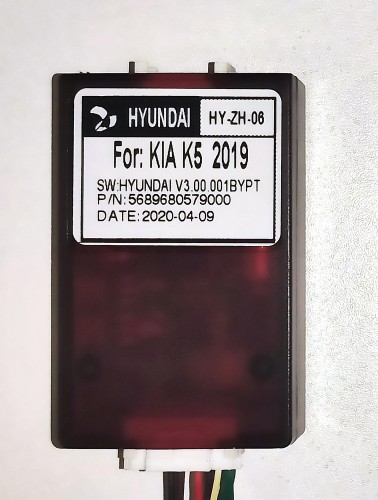 HYUNDAI HY-ZH-06
For: KIA K5 2019
SW:HYUNDAI V3.00.001BYPT
P/N:5689680579000
DATE:2020-04-09